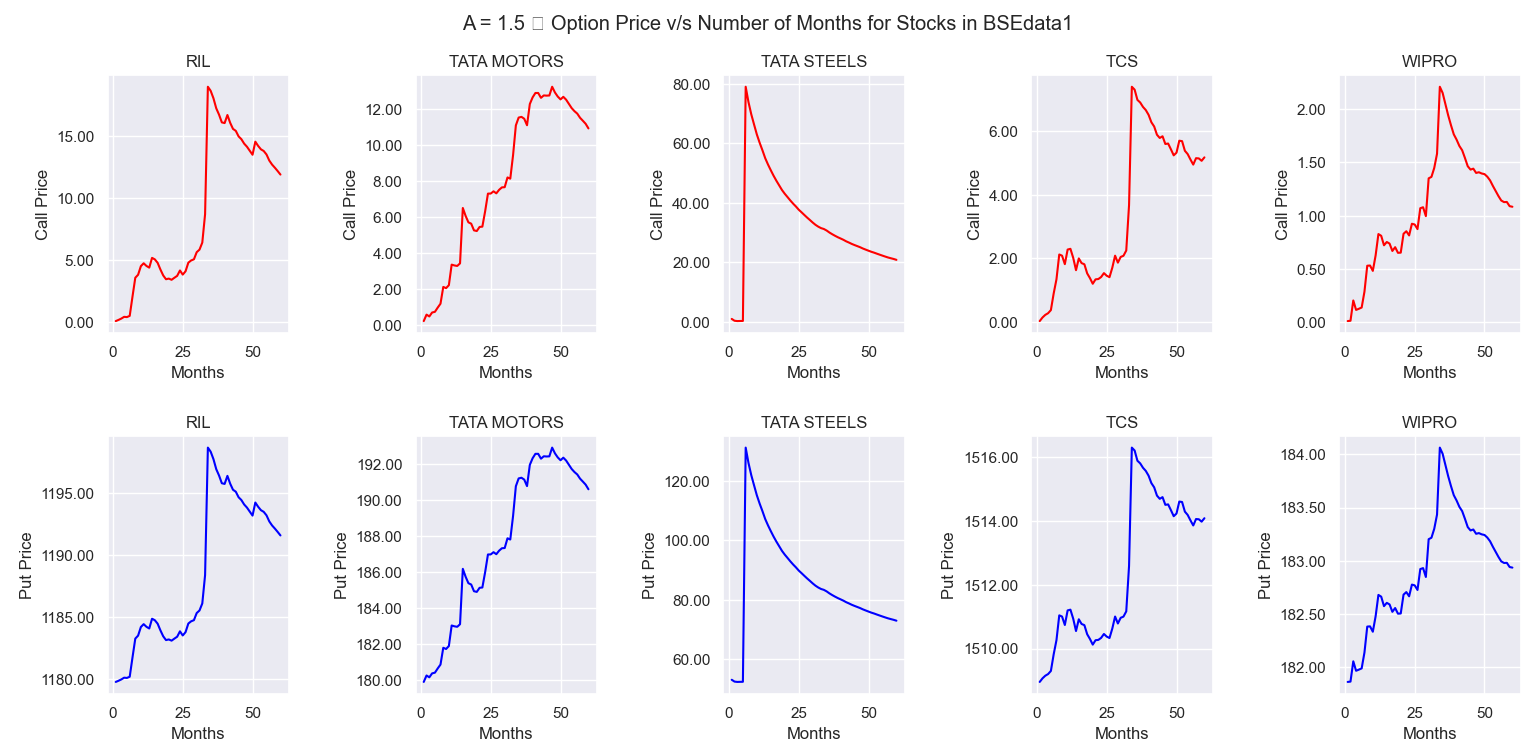 A = 1.5 ▯ Option Price v/s Number of Months for Stocks in BSEdata1
RIL TATA MOTORS TATA STEELS TCS WIPRO
Call Price
15.00
10.00
5.00
0.00
0 25 50
Months
Call Price
12.00
10.00
8.00
6.00
4.00
2.00
0.00
0 25 50
Months
Call Price
80.00
60.00
40.00
20.00
0.00
0 25 50
Months
Call Price
6.00
4.00
2.00
0.00
0 25 50
Months
Call Price
2.00
1.50
1.00
0.50
0.00
0 25 50
Months
RIL TATA MOTORS TATA STEELS TCS WIPRO
Put Price
1195.00
1190.00
1185.00
1180.00
0 25 50
Months
Put Price
192.00
190.00
188.00
186.00
184.00
182.00
180.00
0 25 50
Months
Put Price
120.00
100.00
80.00
60.00
0 25 50
Months
Put Price
1516.00
1514.00
1512.00
1510.00
0 25 50
Months
Put Price
184.00
183.50
183.00
182.50
182.00
0 25 50
Months